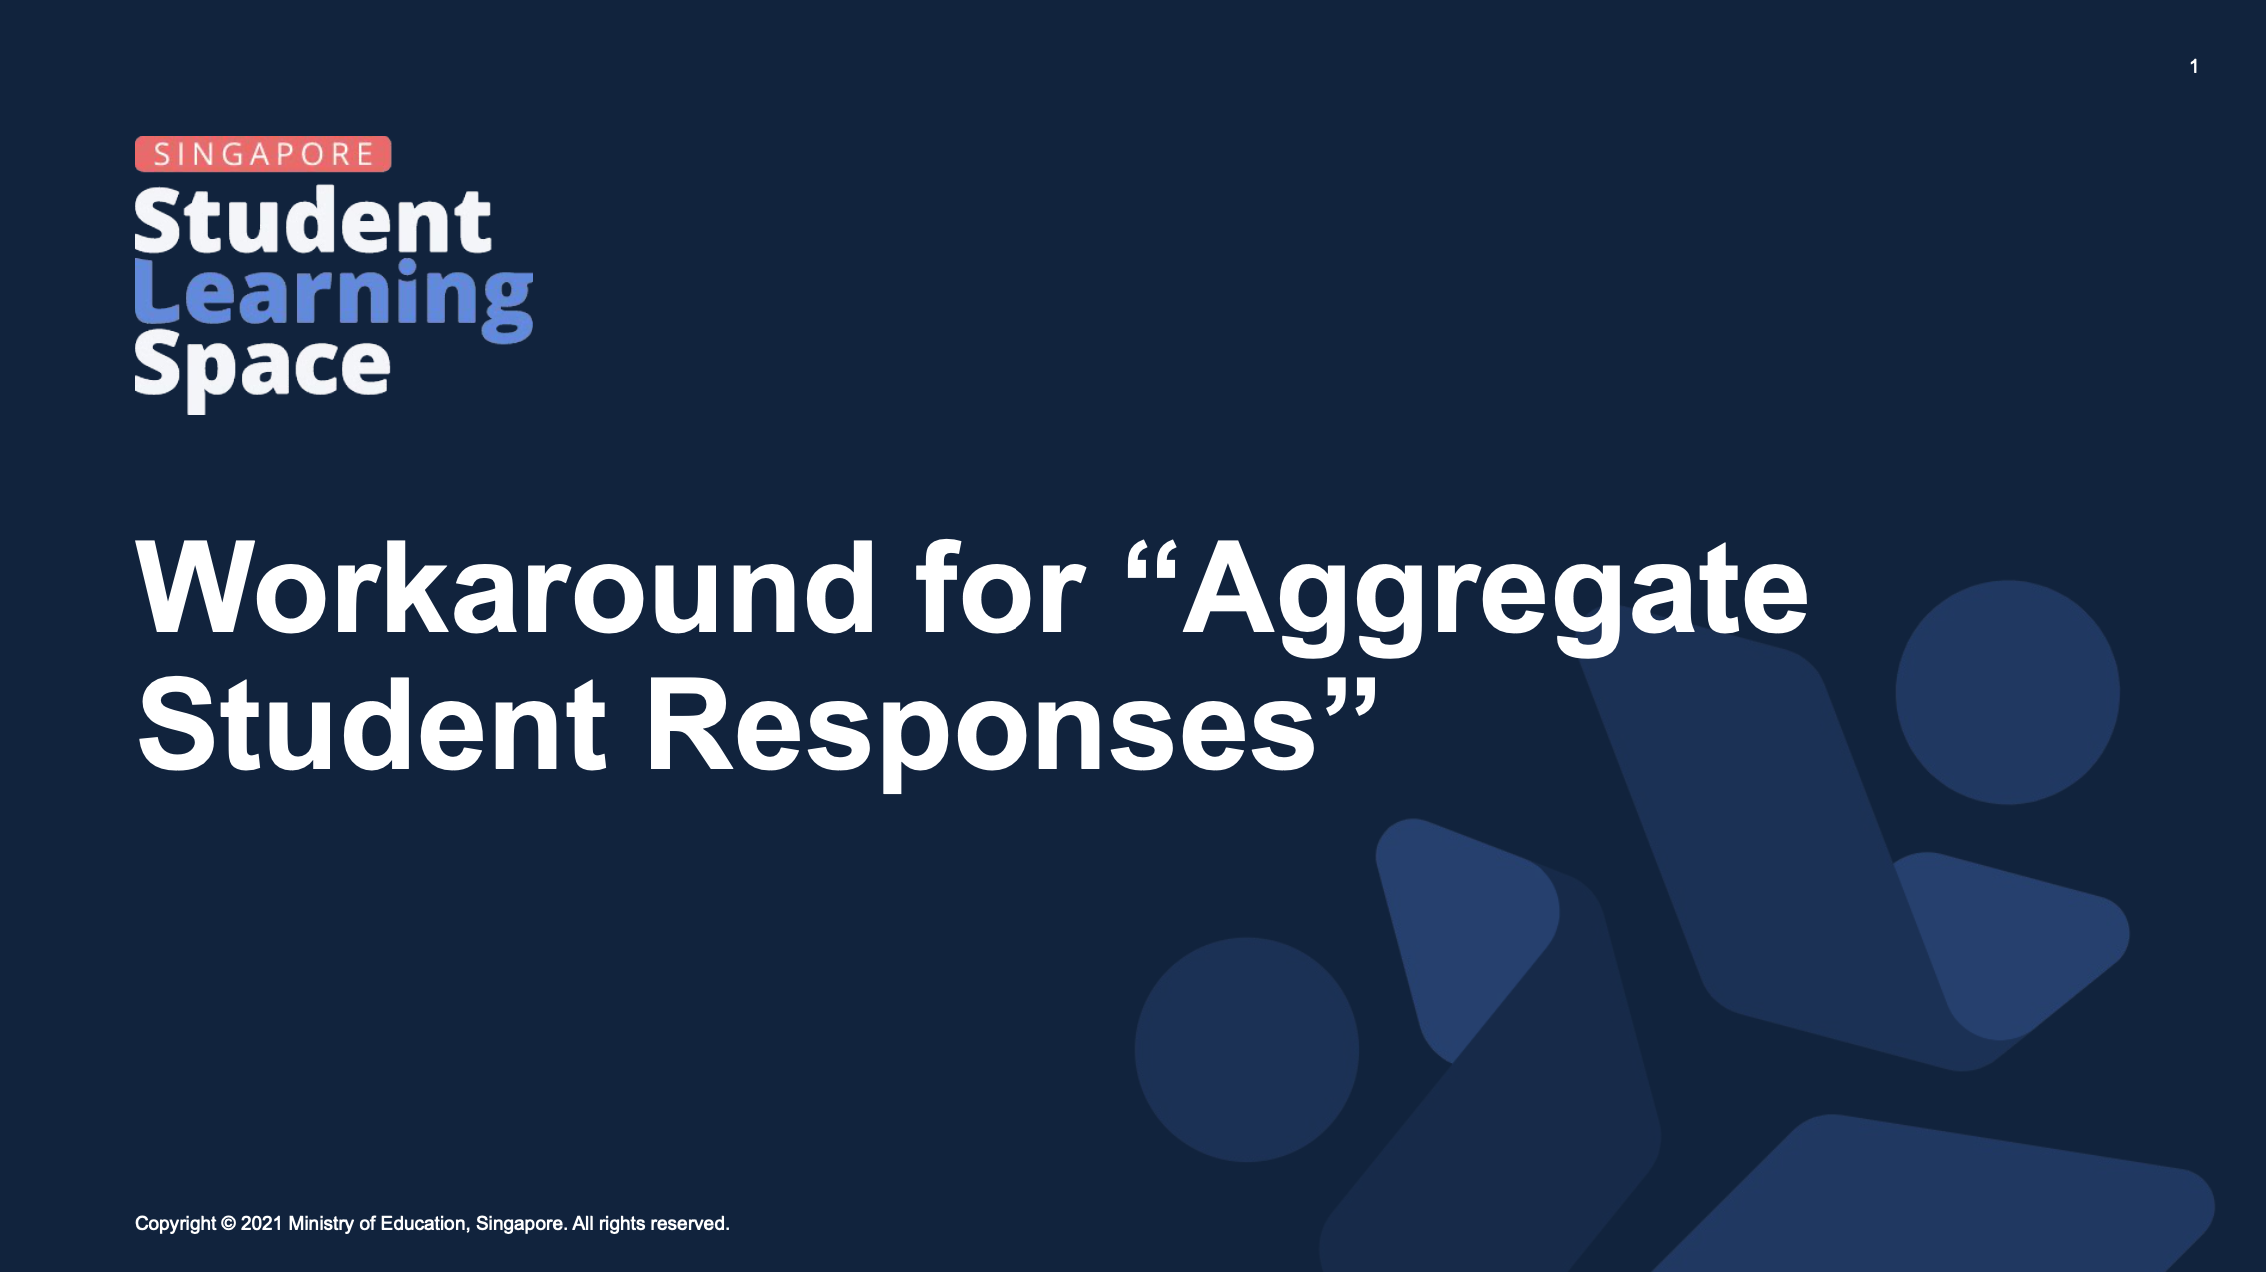 1
SINGAPORE
Student
Learning
Space
Workaround for “Aggregate
Student Responses”
Copyright © 2021 Ministry of Education, Singapore. All rights reserved.